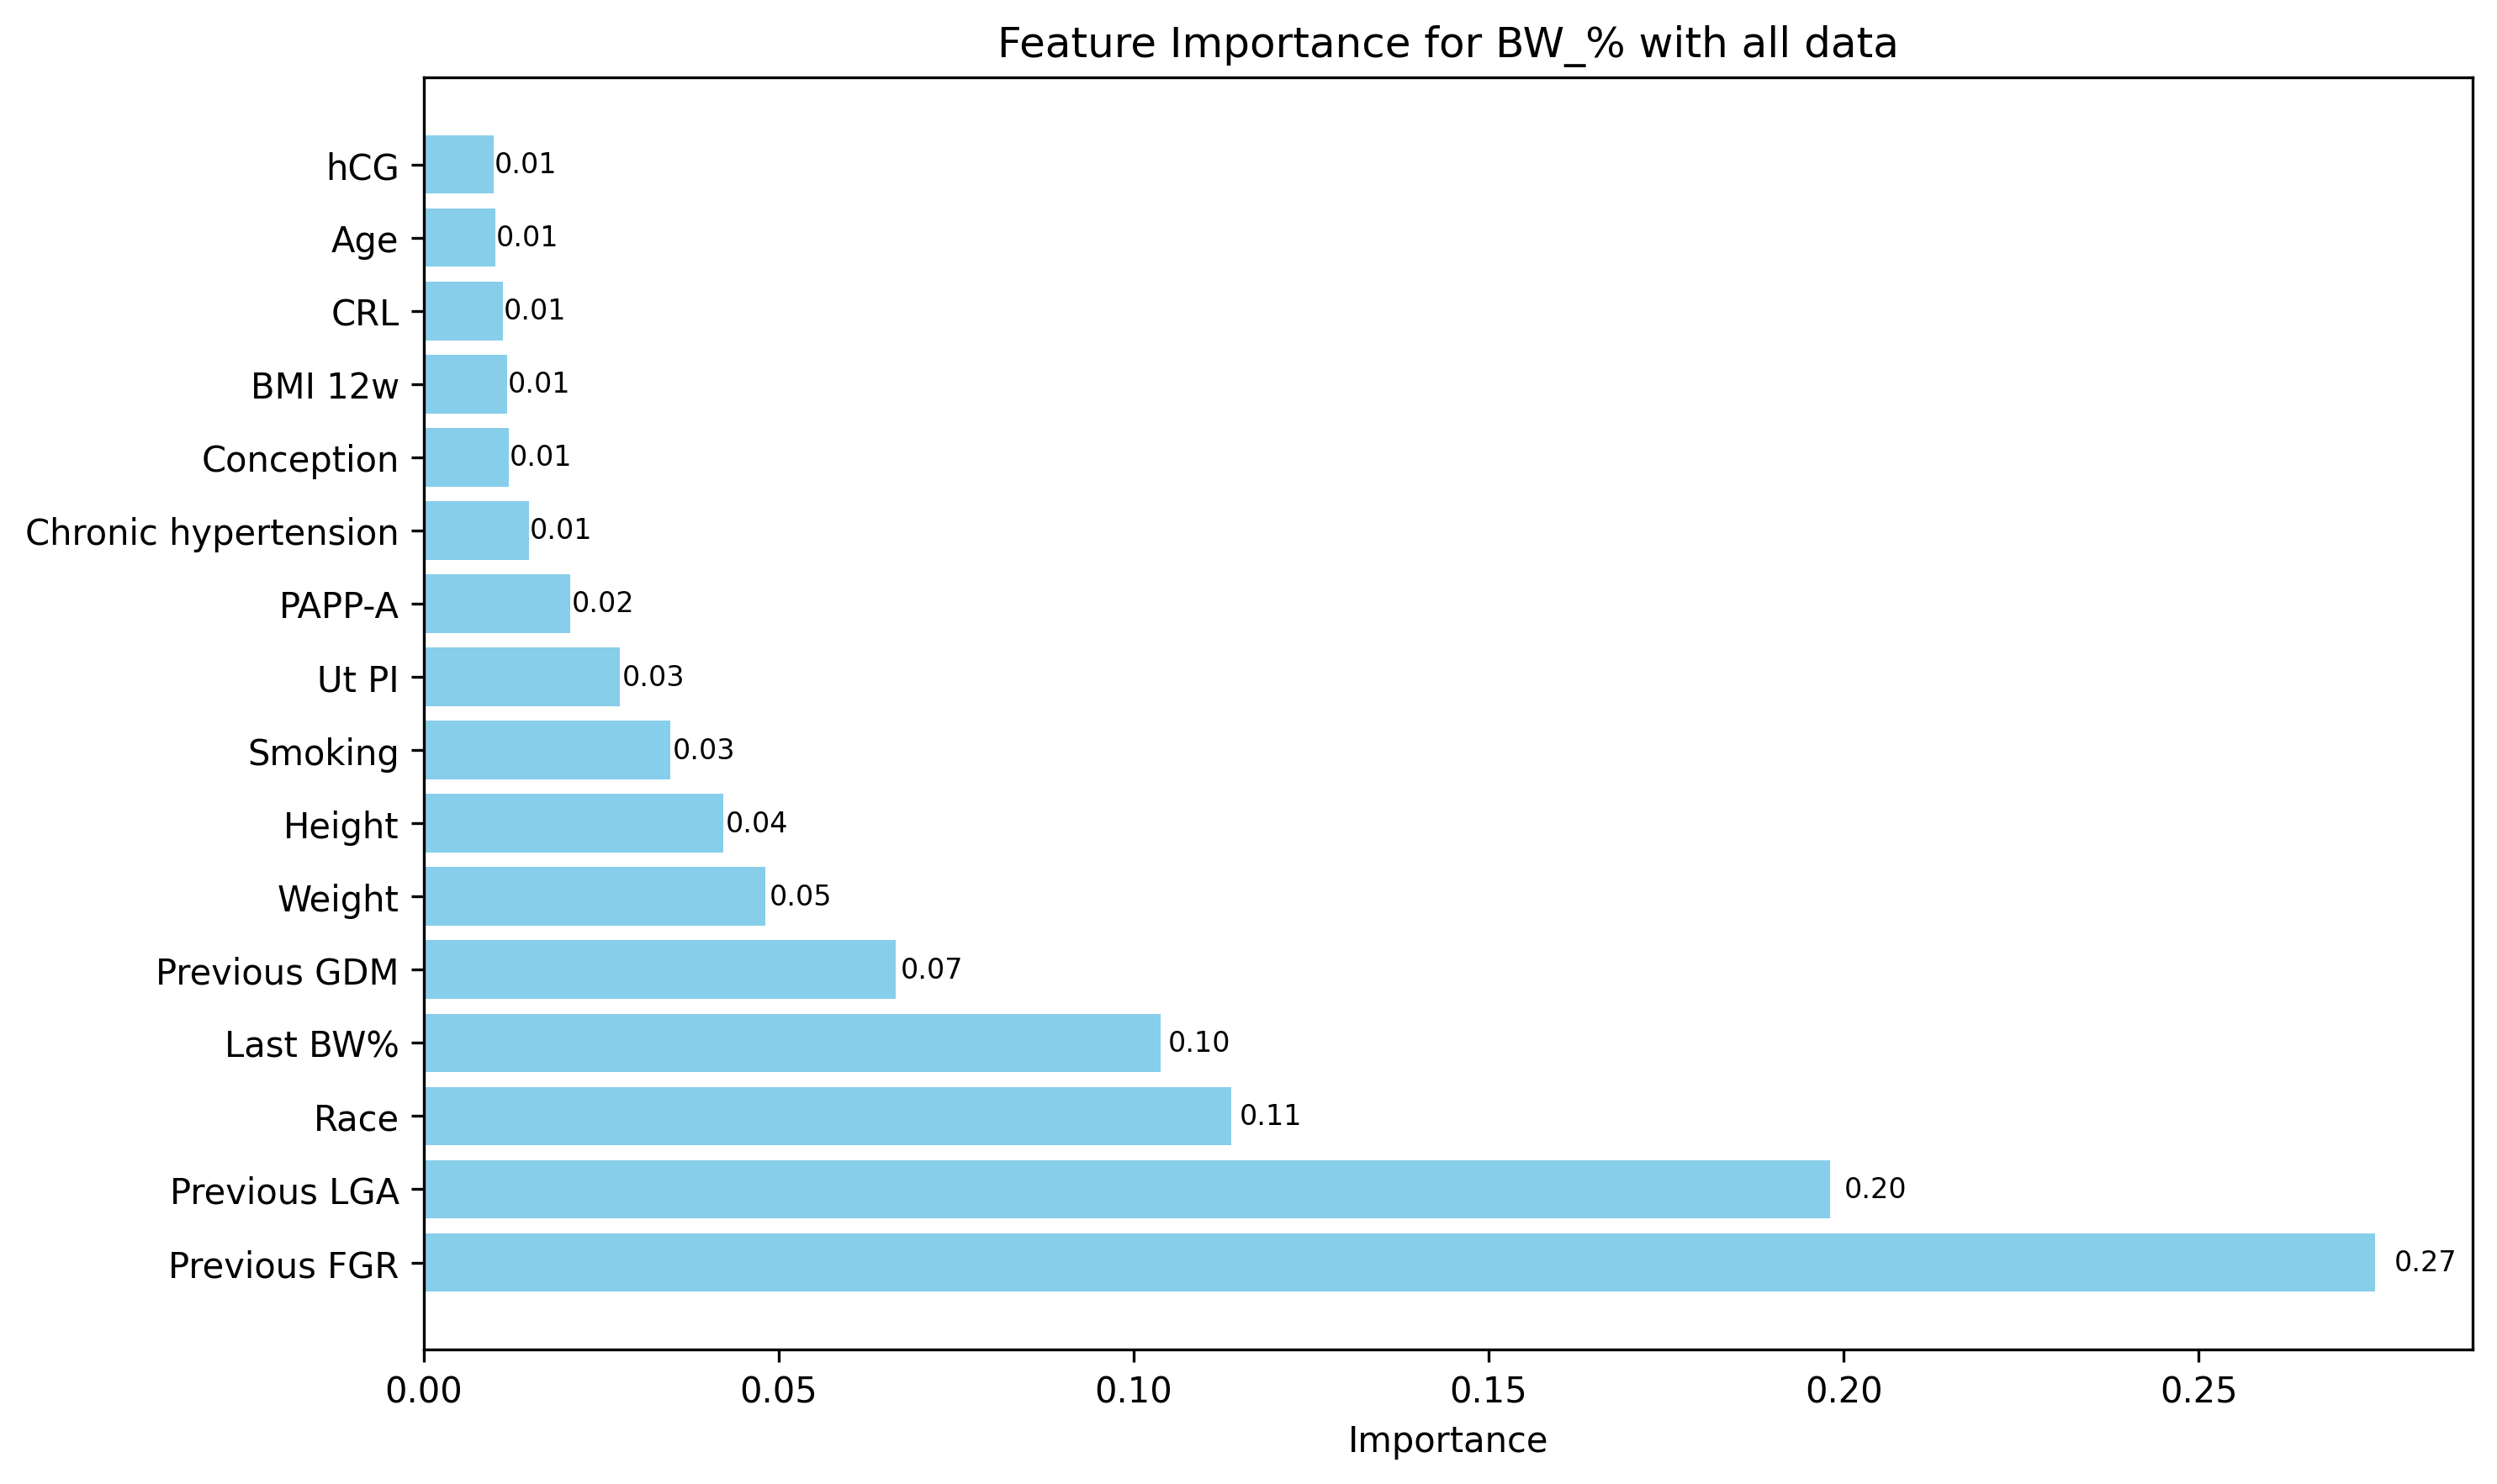 Feature Importance for BW_% with all data
hCG 0.01
Age 0.01
CRL 0.01
BMI 12w 0.01
Conception 0.01
Chronic hypertension 0.01
PAPP-A 0.02
Ut PI 0.03
Smoking 0.03
Height 0.04
Weight 0.05
Previous GDM 0.07
Last BW% 0.10
Race 0.11
Previous LGA 0.20
Previous FGR 0.27
0.00 0.05 0.10 0.15 0.20 0.25
Importance